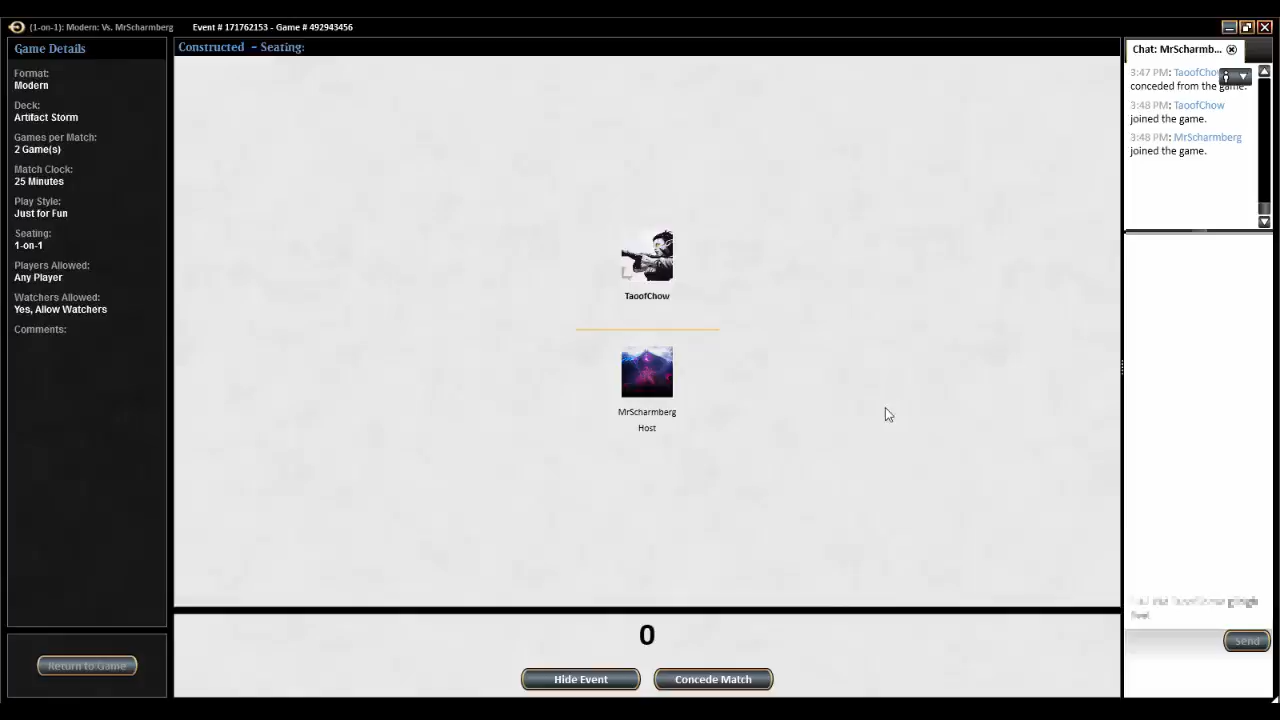 (1-on-1): Modern: Vs. MrScharmberg Event # 171762153 - Game # 492943456
Game Details
Format:
Modern
Deck:
Artifact Storm
Games per Match:
2 Game(s)
Match Clock:
25 Minutes
Play Style:
Just for Fun
Seating:
1-on-1
Players Allowed:
Any Player
Watchers Allowed:
Yes, Allow Watchers
Comments:
Return to Game
Constructed - Seating:
TaoofChow
MrScharmberg
Host
0
Hide Event Concede Match
Chat: MrScharmb...
3:47 PM: TaoofChow
conceded from the game.
3:48 PM: TaoofChow
joined the game.
3:48 PM: MrScharmberg
joined the game.
Send